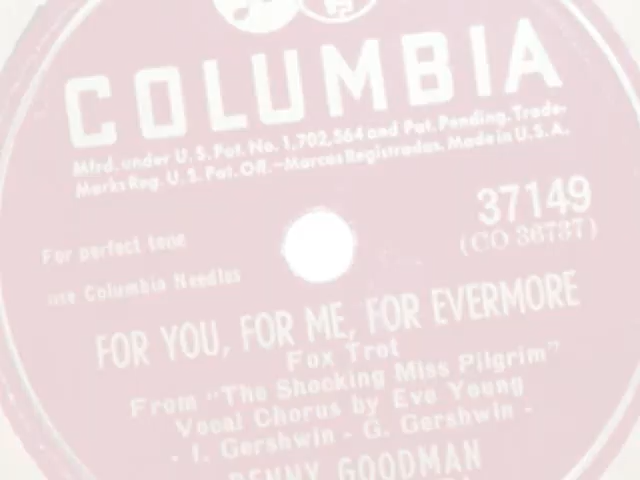 COLUMBIA
Mfrd. under U.S. Pat. No. 1,702,564 and Pat. Pending. Trade-
Marks Reg. U.S. Pat. Off.—Marcas Registradas. Made in U.S.A.
37149
(CO 36737)
For perfect tone
use Columbia Needles
FOR YOU, FOR ME, FOR EVERMORE
Fox Trot
From "The Shocking Miss Pilgrim"
Vocal Chorus by Eve Young
- I. Gershwin - G. Gershwin -
BENNY GOODMAN